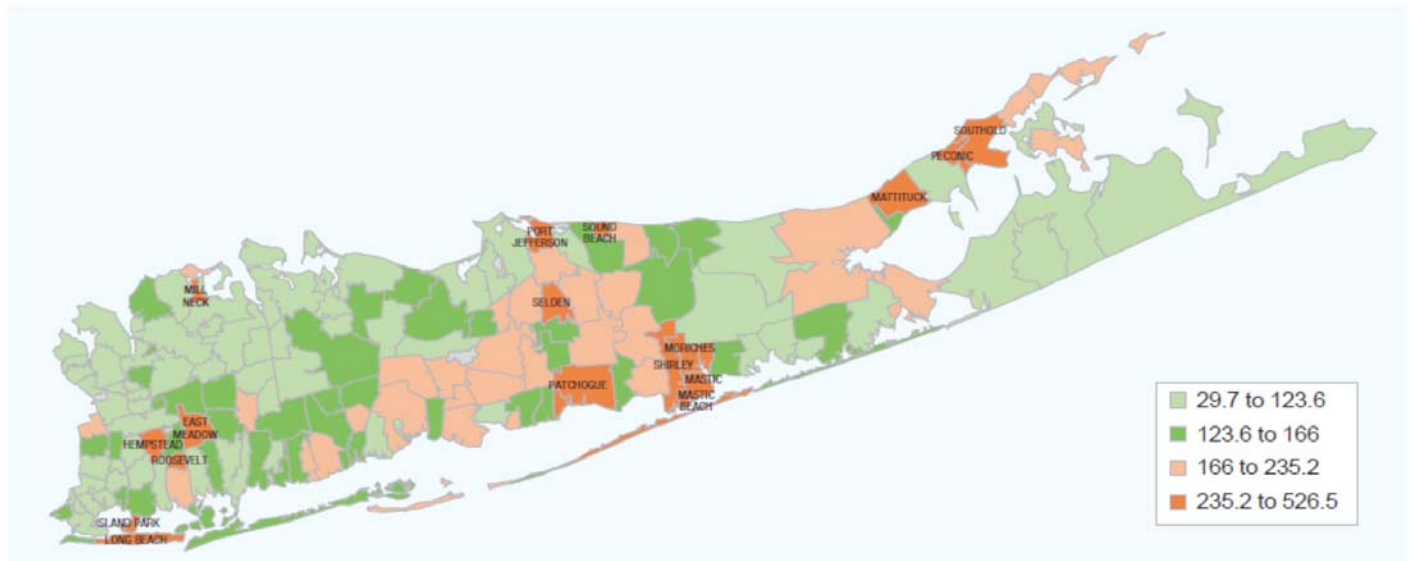 SOUTHOLD
PECONIC
MATTITUCK
PORT
JEFFERSON
SOUND
BEACH
MILL
NECK
SELDEN
MORICHES
SHIRLEY
MASTIC
MASTIC
BEACH
PATCHOGUE
EAST
MEADOW
HEMPSTEAD
ROOSEVELT
ISLAND PARK
LONG BEACH
29.7 to 123.6
123.6 to 166
166 to 235.2
235.2 to 526.5